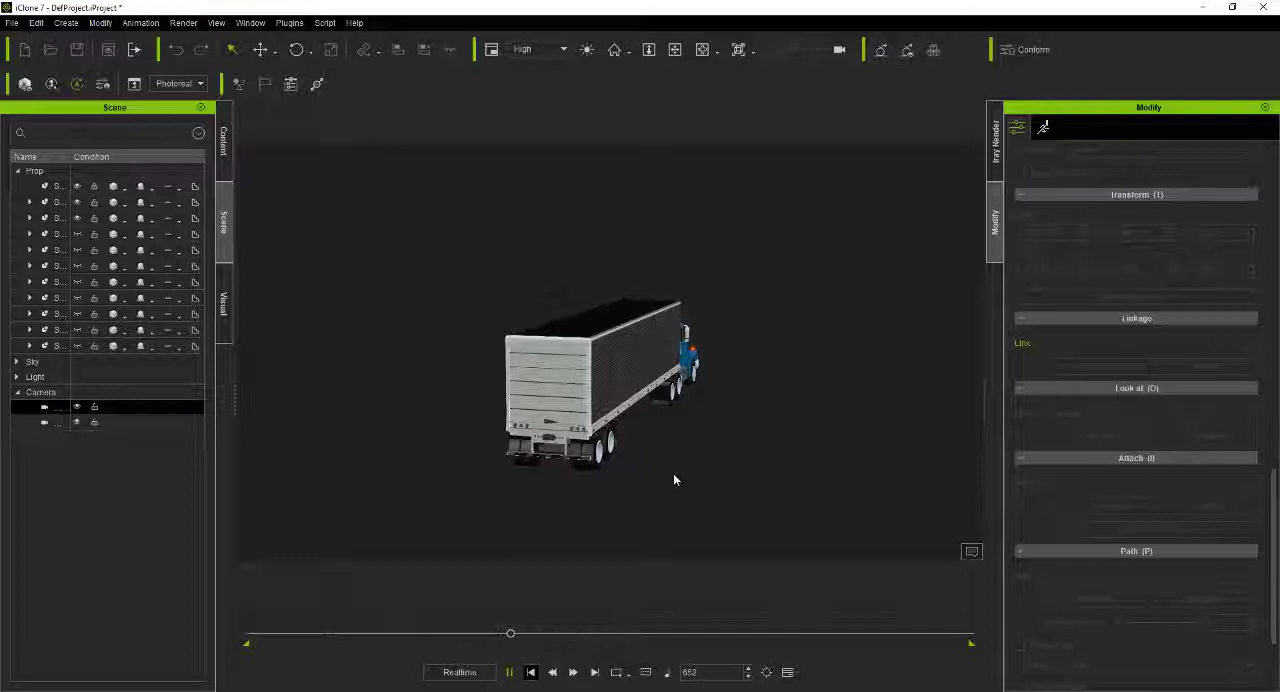 iClone 7 - DefProject.iProject *
File Edit Create Modify Animation Render View Window Plugins Script Help
High
Conform
Photoreal
Scene
Modify
Name Condition
Prop
S...
S...
S...
S...
S...
S...
S...
S...
S...
S...
S...
Sky
Light
Camera
...
...
Content
Scene
Visual
Iray Render
Modify
Transform (T)
Linkage
Link
Look at (O)
Attach (I)
Path (P)
Realtime
652